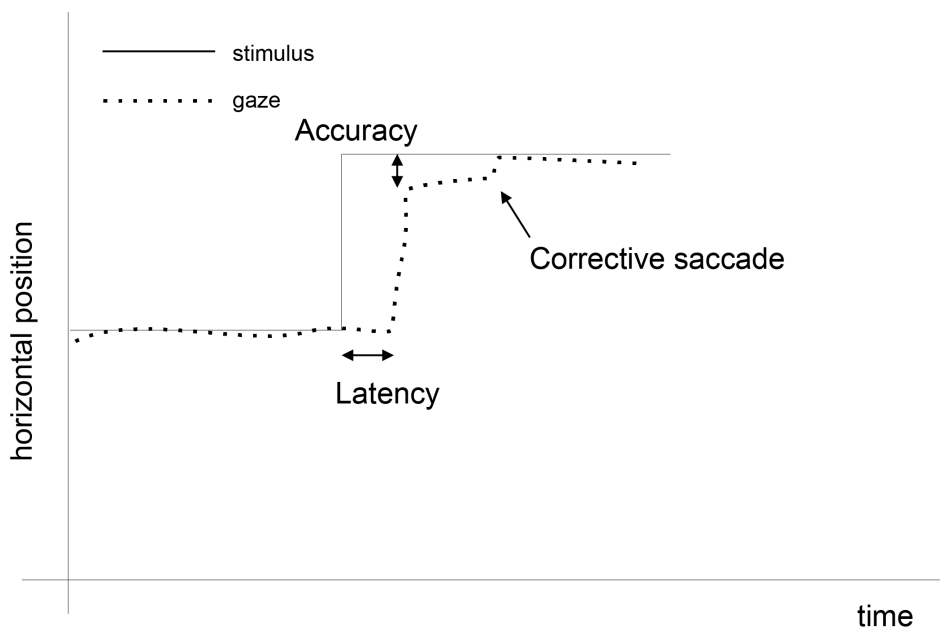 stimulus
gaze
Accuracy
Corrective saccade
Latency
horizontal position
time